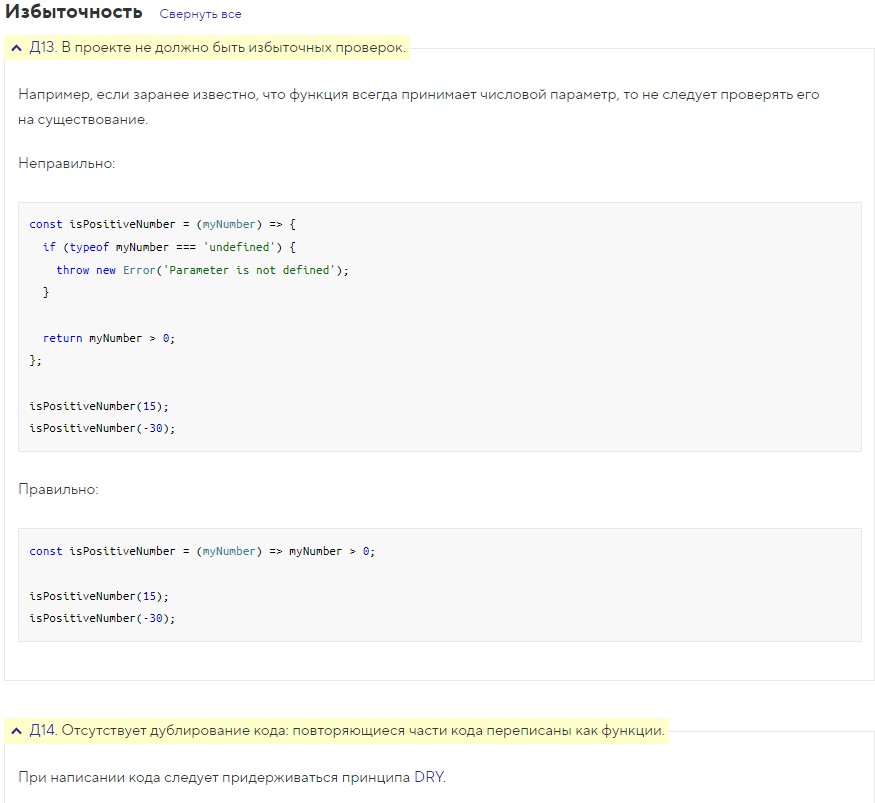 Избыточность Свернуть все
Д13. В проекте не должно быть избыточных проверок.
Например, если заранее известно, что функция всегда принимает числовой параметр, то не следует проверять его
на существование.
Неправильно:
const isPositiveNumber = (myNumber) => {
  if (typeof myNumber === 'undefined') {
    throw new Error('Parameter is not defined');
  }
  return myNumber > 0;
};
isPositiveNumber(15);
isPositiveNumber(-30);
Правильно:
const isPositiveNumber = (myNumber) => myNumber > 0;
isPositiveNumber(15);
isPositiveNumber(-30);
Д14. Отсутствует дублирование кода: повторяющиеся части кода переписаны как функции.
При написании кода следует придерживаться принципа DRY.